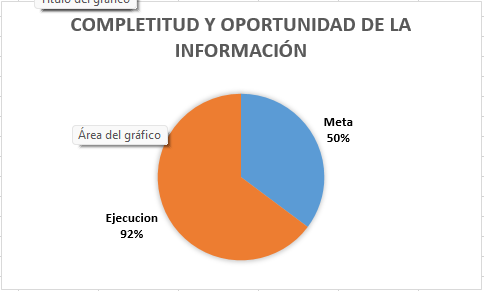 Título del gráfico
COMPLETITUD Y OPORTUNIDAD DE LA
INFORMACIÓN
Meta
50%
Área del gráfico
Ejecucion
92%